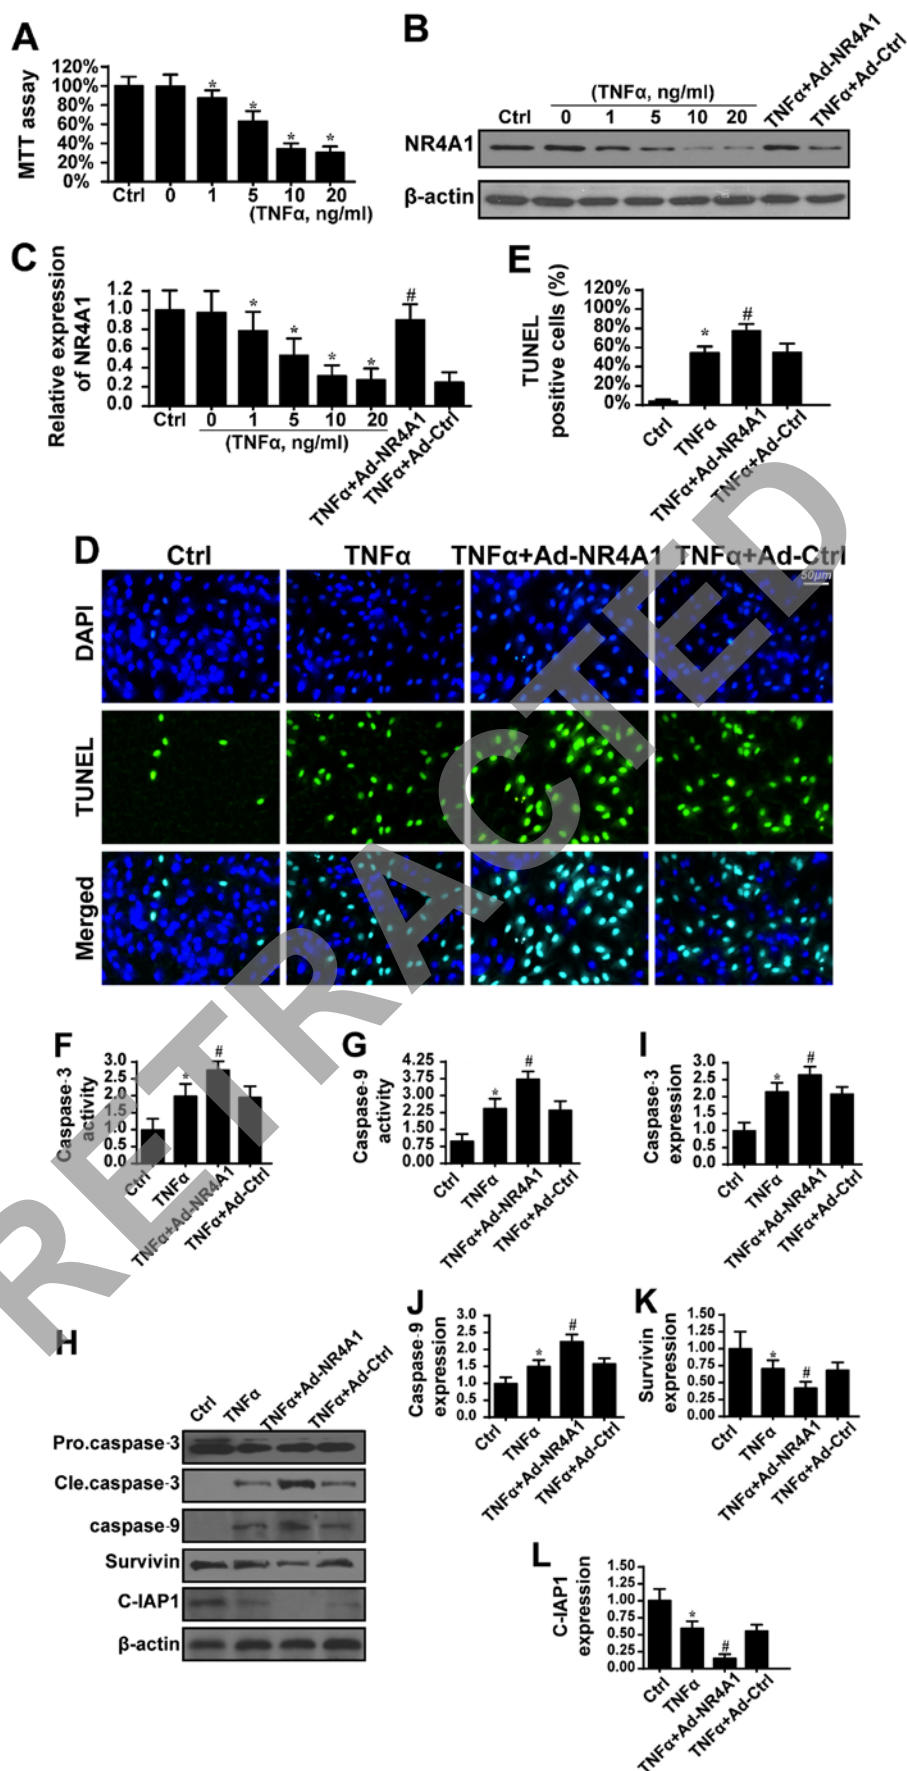 A
MTT assay
120%
100%
80%
60%
40%
20%
0%
Ctrl 0 1 5 10 20
(TNFα, ng/ml)
* * * *
B
(TNFα, ng/ml)
Ctrl 0 1 5 10 20 TNFα+Ad-NR4A1 TNFα+Ad-Ctrl
NR4A1
β-actin
C
Relative expression
of NR4A1
1.2
1.0
0.8
0.6
0.4
0.2
0.0
* * * * #
Ctrl 0 1 5 10 20 TNFα+Ad-NR4A1 TNFα+Ad-Ctrl
(TNFα, ng/ml)
E
TUNEL
positive cells (%)
120%
100%
80%
60%
40%
20%
0%
* #
Ctrl TNFα TNFα+Ad-NR4A1 TNFα+Ad-Ctrl
D
Ctrl TNFα TNFα+Ad-NR4A1 TNFα+Ad-Ctrl
50μm
DAPI
TUNEL
Merged
RETRACTED
F
Caspase-3
activity
3.0
2.5
2.0
1.5
1.0
0.5
0.0
* #
Ctrl TNFα TNFα+Ad-NR4A1 TNFα+Ad-Ctrl
G
Caspase-9
activity
4.25
3.75
3.00
2.25
1.50
0.75
0.00
* #
Ctrl TNFα TNFα+Ad-NR4A1 TNFα+Ad-Ctrl
I
Caspase-3
expression
3.0
2.5
2.0
1.5
1.0
0.5
0.0
* #
Ctrl TNFα TNFα+Ad-NR4A1 TNFα+Ad-Ctrl
H
Ctrl TNFα TNFα+Ad-NR4A1 TNFα+Ad-Ctrl
Pro.caspase-3
Cle.caspase-3
caspase-9
Survivin
C-IAP1
β-actin
J
Caspase-9
expression
3.0
2.5
2.0
1.5
1.0
0.5
0.0
* #
Ctrl TNFα TNFα+Ad-NR4A1 TNFα+Ad-Ctrl
K
Survivin
expression
1.50
1.25
1.00
0.75
0.50
0.25
0.00
* #
Ctrl TNFα TNFα+Ad-NR4A1 TNFα+Ad-Ctrl
L
C-IAP1
expression
1.50
1.25
1.00
0.75
0.50
0.25
0.00
* #
Ctrl TNFα TNFα+Ad-NR4A1 TNFα+Ad-Ctrl